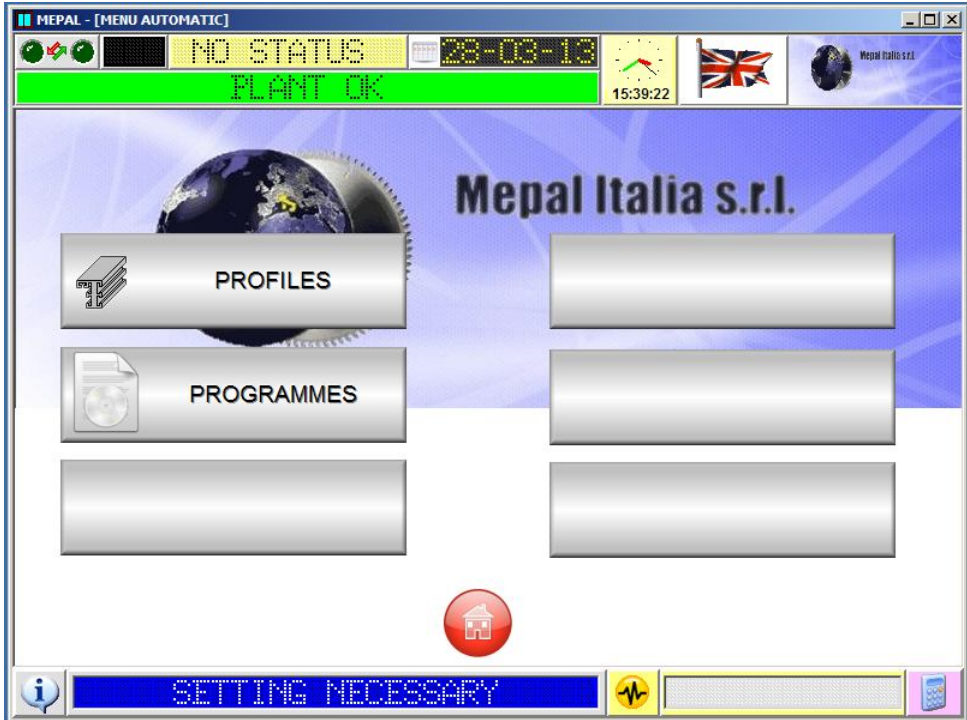 MEPAL - [MENU AUTOMATIC]
NO STATUS
28-03-13
PLANT OK
15:39:22
Mepal Italia s.r.l.
Mepal Italia s.r.l.
PROFILES
PROGRAMMES
SETTING NECESSARY